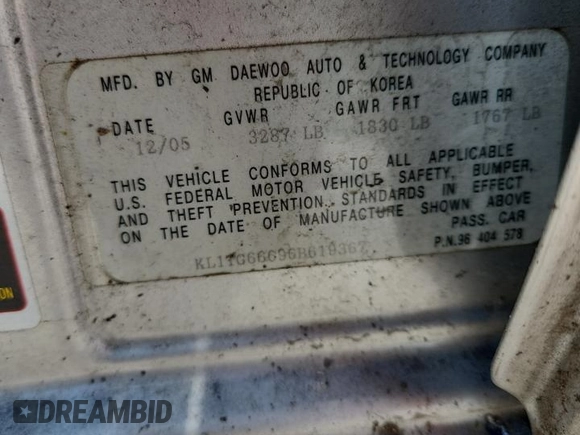 MFD. BY GM DAEWOO AUTO & TECHNOLOGY COMPANY
REPUBLIC OF KOREA
DATE GVWR GAWR FRT GAWR RR
12/05 3287 LB 1830 LB 1767 LB
THIS VEHICLE CONFORMS TO ALL APPLICABLE
U.S. FEDERAL MOTOR VEHICLE SAFETY, BUMPER,
AND THEFT PREVENTION STANDARDS IN EFFECT
ON THE DATE OF MANUFACTURE SHOWN ABOVE
PASS. CAR
P.N.96 404 578
ON
DREAMBID